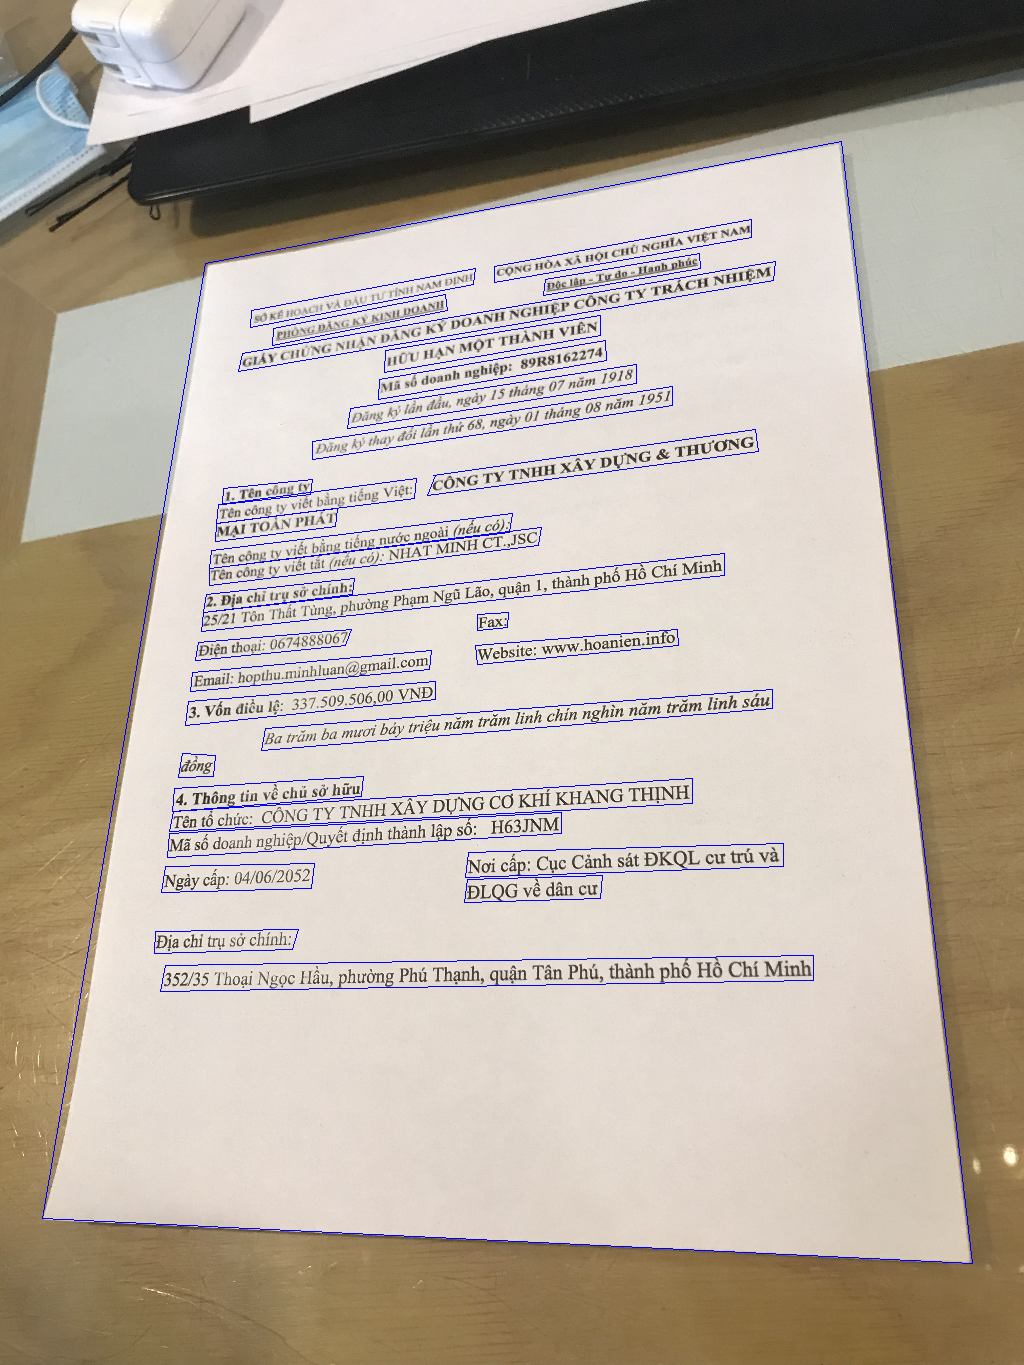 SỞ KẾ HOẠCH VÀ ĐẦU TƯ TỈNH NAM ĐỊNH
CỘNG HÒA XÃ HỘI CHỦ NGHĨA VIỆT NAM
PHÒNG ĐĂNG KÝ KINH DOANH
Độc lập - Tự do - Hạnh phúc
GIẤY CHỨNG NHẬN ĐĂNG KÝ DOANH NGHIỆP CÔNG TY TRÁCH NHIỆM
HỮU HẠN MỘT THÀNH VIÊN
Mã số doanh nghiệp: 89R8162274
Đăng ký lần đầu, ngày 15 tháng 07 năm 1918
Đăng ký thay đổi lần thứ 68, ngày 01 tháng 08 năm 1951
1. Tên công ty
Tên công ty viết bằng tiếng Việt: CÔNG TY TNHH XÂY DỰNG & THƯƠNG
MẠI TOÀN PHÁT
Tên công ty viết bằng tiếng nước ngoài (nếu có):
Tên công ty viết tắt (nếu có): NHAT MINH CT.,JSC
2. Địa chỉ trụ sở chính:
25/21 Tôn Thất Tùng, phường Phạm Ngũ Lão, quận 1, thành phố Hồ Chí Minh
Điện thoại: 0674888067
Fax:
Email: hopthu.minhluan@gmail.com
Website: www.hoanien.info
3. Vốn điều lệ: 337.509.506,00 VNĐ
Ba trăm ba mươi bảy triệu năm trăm linh chín nghìn năm trăm linh sáu
đồng
4. Thông tin về chủ sở hữu
Tên tổ chức: CÔNG TY TNHH XÂY DỰNG CƠ KHÍ KHANG THỊNH
Mã số doanh nghiệp/Quyết định thành lập số: H63JNM
Ngày cấp: 04/06/2052
Nơi cấp: Cục Cảnh sát ĐKQL cư trú và
ĐLQG về dân cư
Địa chỉ trụ sở chính:
352/35 Thoại Ngọc Hầu, phường Phú Thạnh, quận Tân Phú, thành phố Hồ Chí Minh